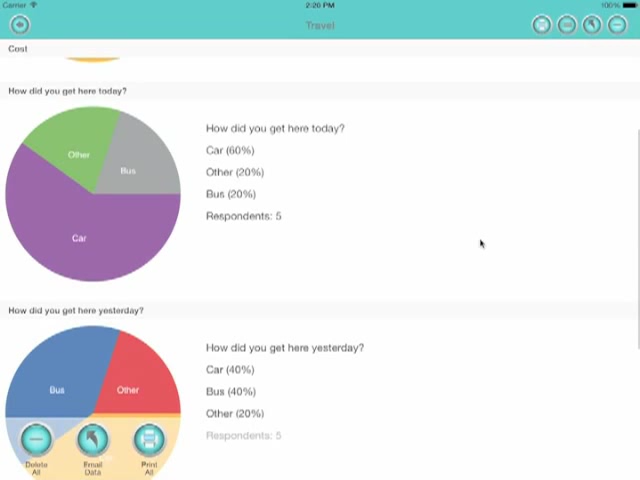 Carrier
2:20 PM
100%
Travel
Cost
How did you get here today?
Other
Bus
Car
How did you get here today?
Car (60%)
Other (20%)
Bus (20%)
Respondents: 5
How did you get here yesterday?
Bus
Other
How did you get here yesterday?
Car (40%)
Bus (40%)
Other (20%)
Respondents: 5
Delete
All
Email
Data
Print
All